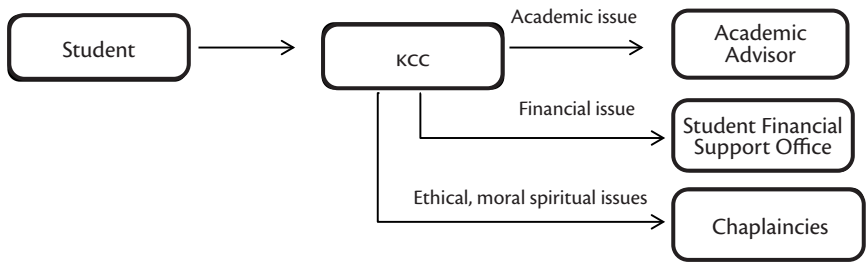 Student
KCC
Academic issue
Academic
Advisor
Financial issue
Student Financial
Support Office
Ethical, moral spiritual issues
Chaplaincies